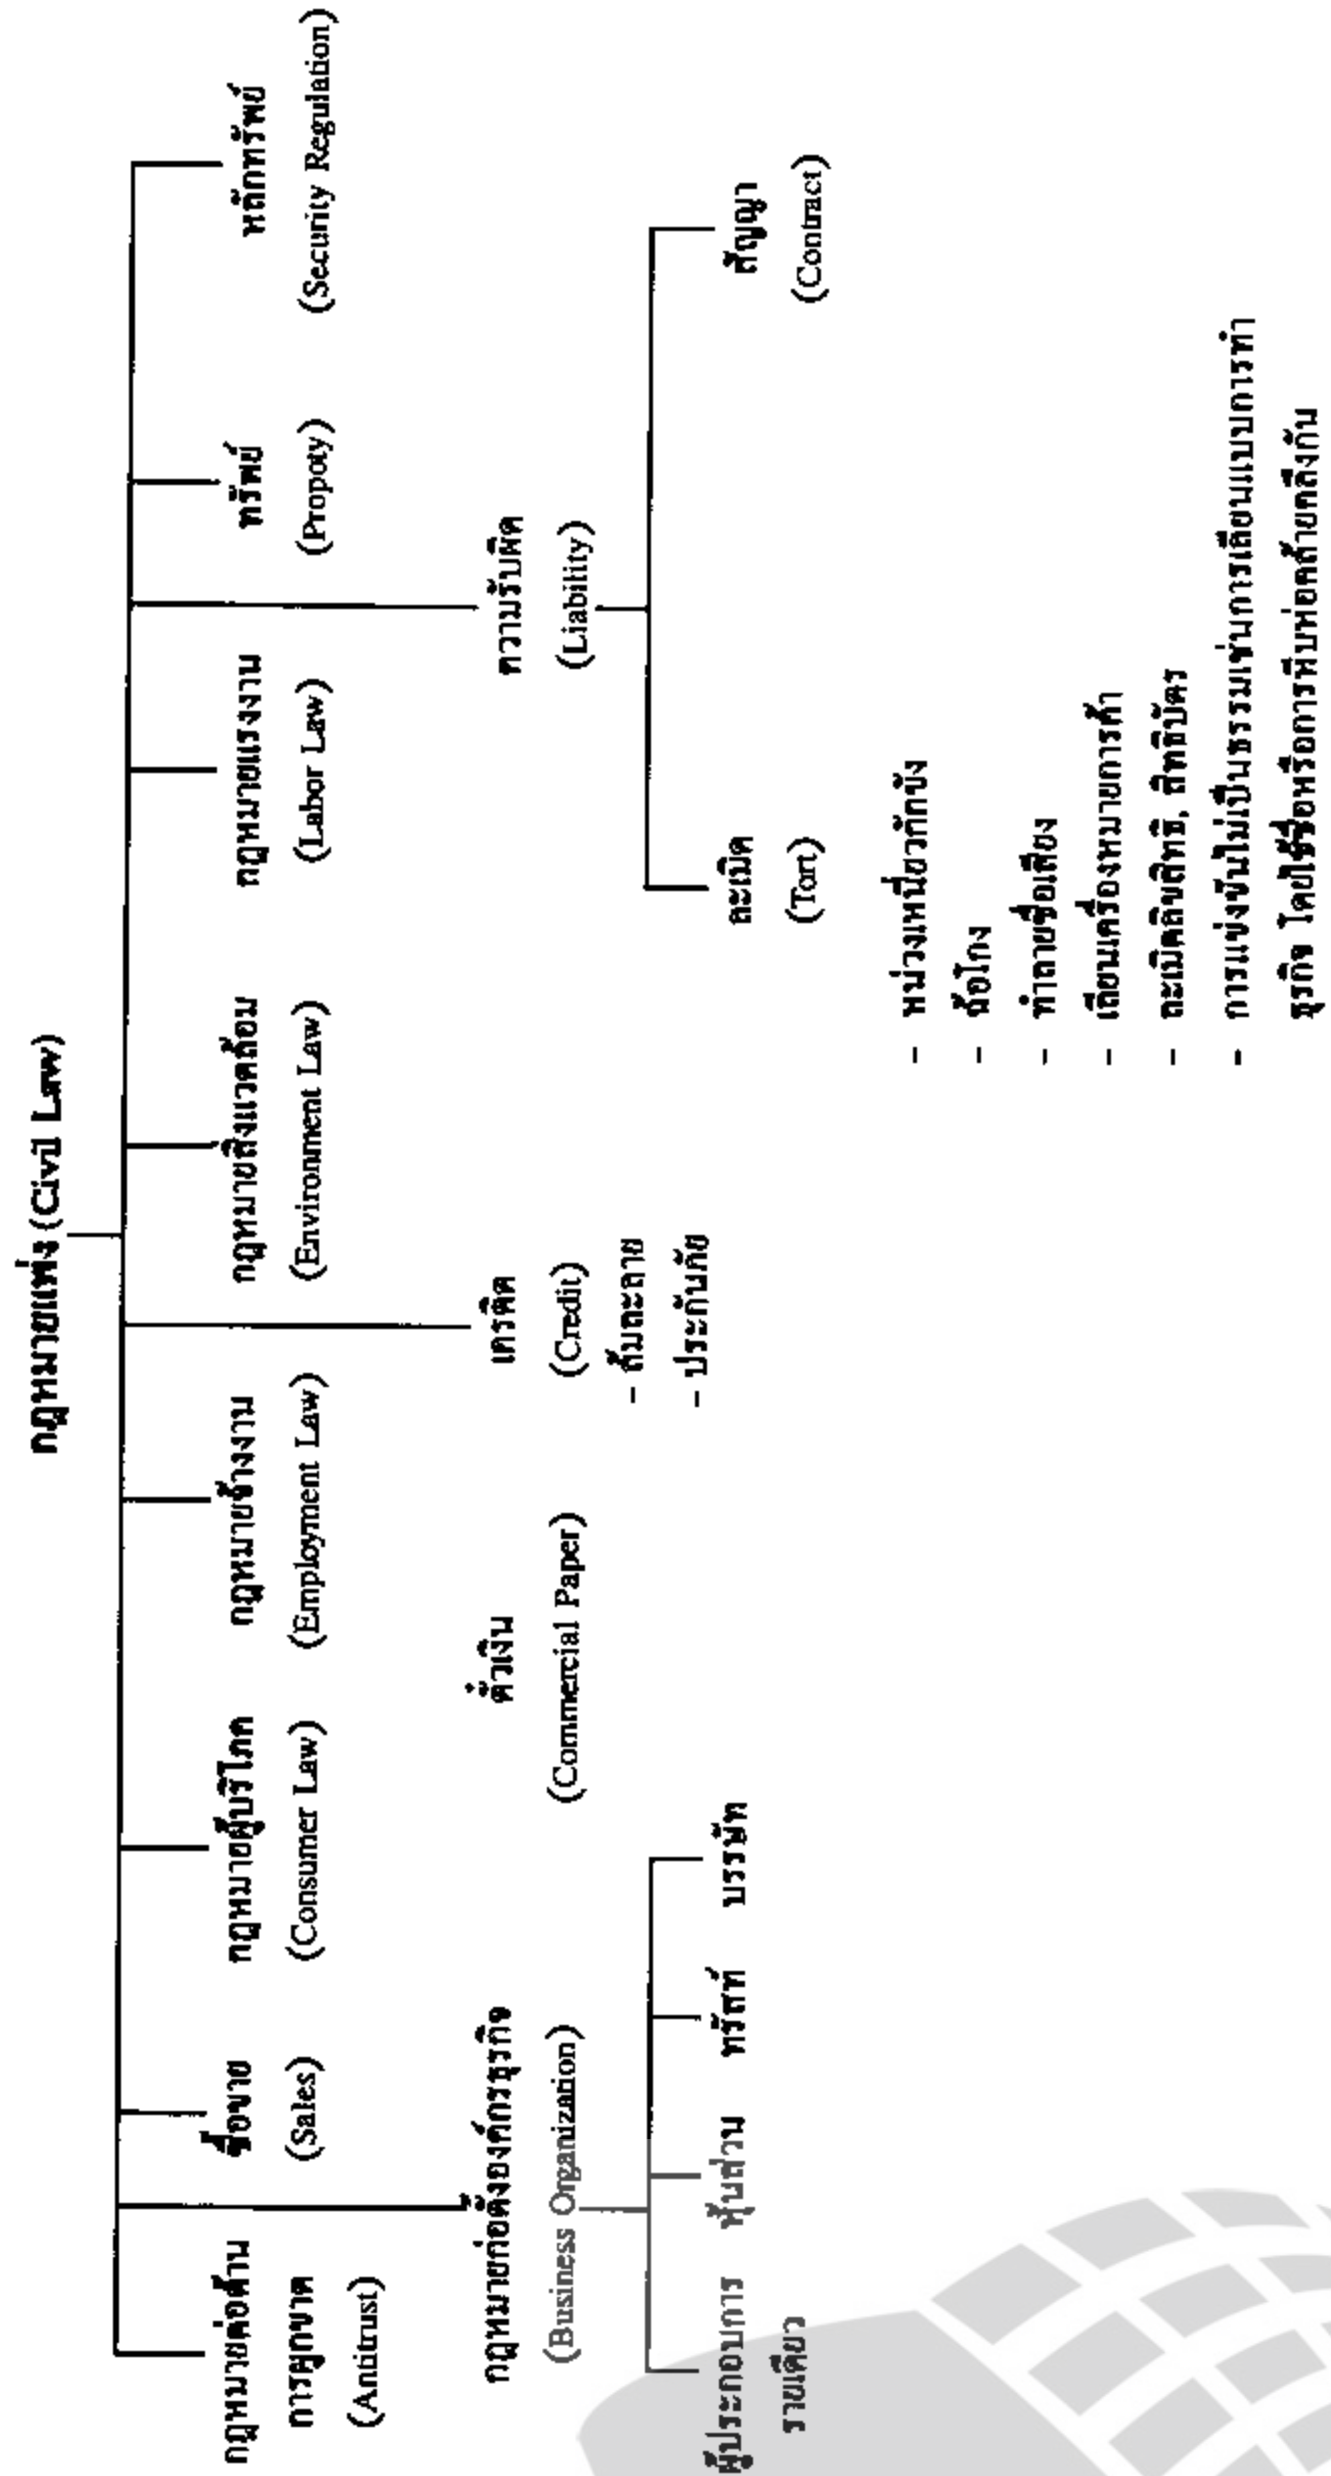 กฎหมายแพ่ง (Civil Law)
กฎหมายต่อต้าน
การผูกขาด
(Antitrust)
ซื้อขาย
(Sales)
กฎหมายผู้บริโภค
(Consumer Law)
กฎหมายจ้างงาน
(Employment Law)
กฎหมายสิ่งแวดล้อม
(Environment Law)
กฎหมายแรงงาน
(Labor Law)
ทรัพย์
(Propoty)
หลักทรัพย์
(Security Regulation)
กฎหมายก่อตั้งองค์กรธุรกิจ
(Business Organization)
ตั๋วเงิน
(Commercial Paper)
เครดิต
(Credit)
- ล้มละลาย
- ประกันภัย
ความรับผิด
(Liability)
ผู้ประกอบการ
รายเดียว
หุ้นส่วน
ทรัสท์
บรรษัท
ละเมิด
(Tort)
สัญญา
(Contract)
- หน่วงเหนี่ยวกักขัง
- ฉ้อโกง
- ทำลายชื่อเสียง
- เลียนเครื่องหมายการค้า
- ละเมิดลิขสิทธิ, สิทธิบัตร
- การแข่งขันไม่เป็นธรรมเช่นการเลียนแบบการทำ
ธุรกิจ โดยใช้ชื่อหรือการหีบห่อคล้ายคลึงกัน